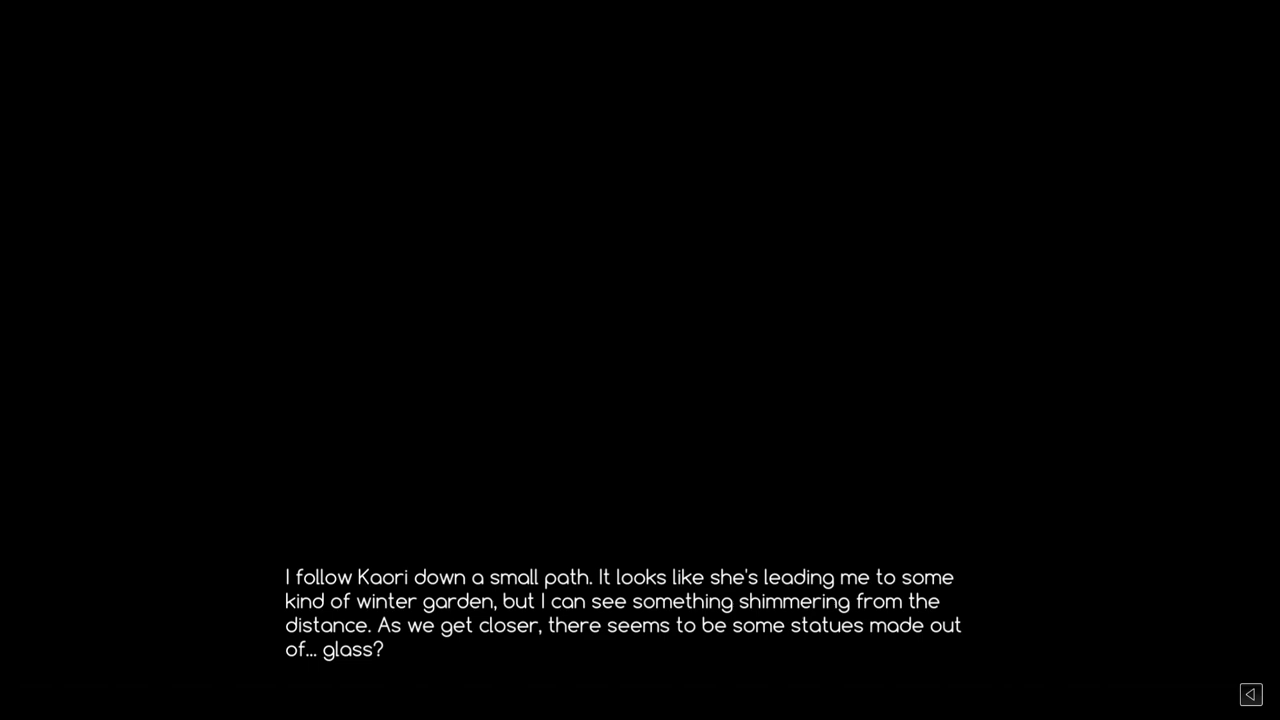 I follow Kaori down a small path. It looks like she's leading me to some
kind of winter garden, but I can see something shimmering from the
distance. As we get closer, there seems to be some statues made out
of... glass?